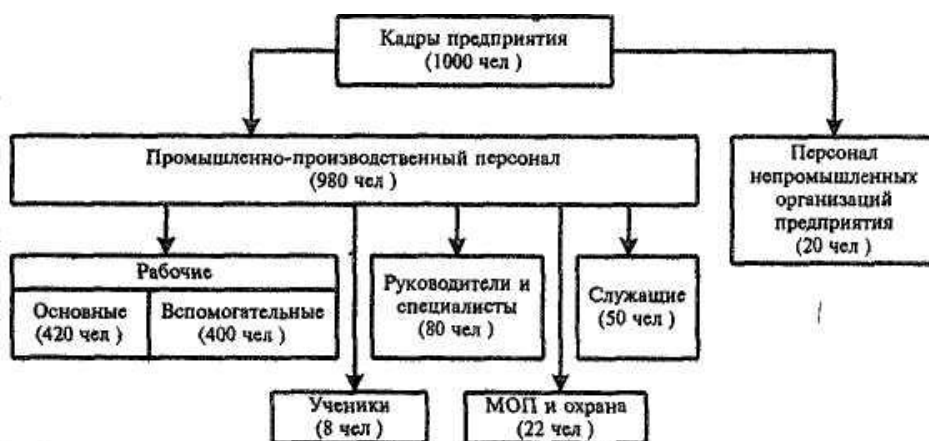 Кадры предприятия
(1000 чел )
Промышленно-производственный персонал
(980 чел )
Персонал
непромышленных
организаций
предприятия
(20 чел )
Рабочие
Основные
(420 чел )
Вспомогательные
(400 чел )
Руководители и
специалисты
(80 чел )
Служащие
(50 чел )
Ученики
(8 чел )
МОП и охрана
(22 чел )